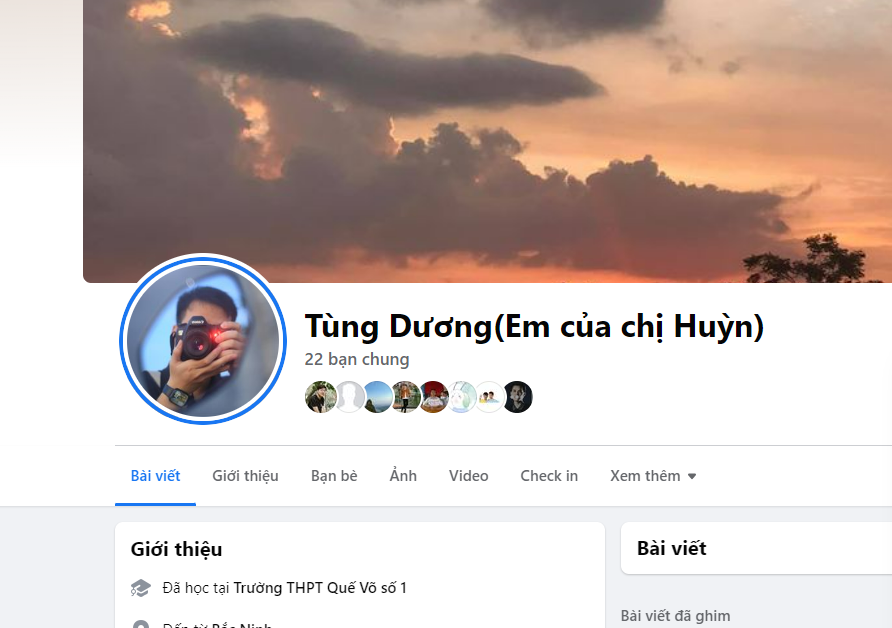 Tùng Dương(Em của chị Huỳn)
22 bạn chung
Bài viết Giới thiệu Bạn bè Ảnh Video Check in Xem thêm
Giới thiệu
Đã học tại Trường THPT Quế Võ số 1
Đến từ Bắc Ninh
Bài viết
Bài viết đã ghim